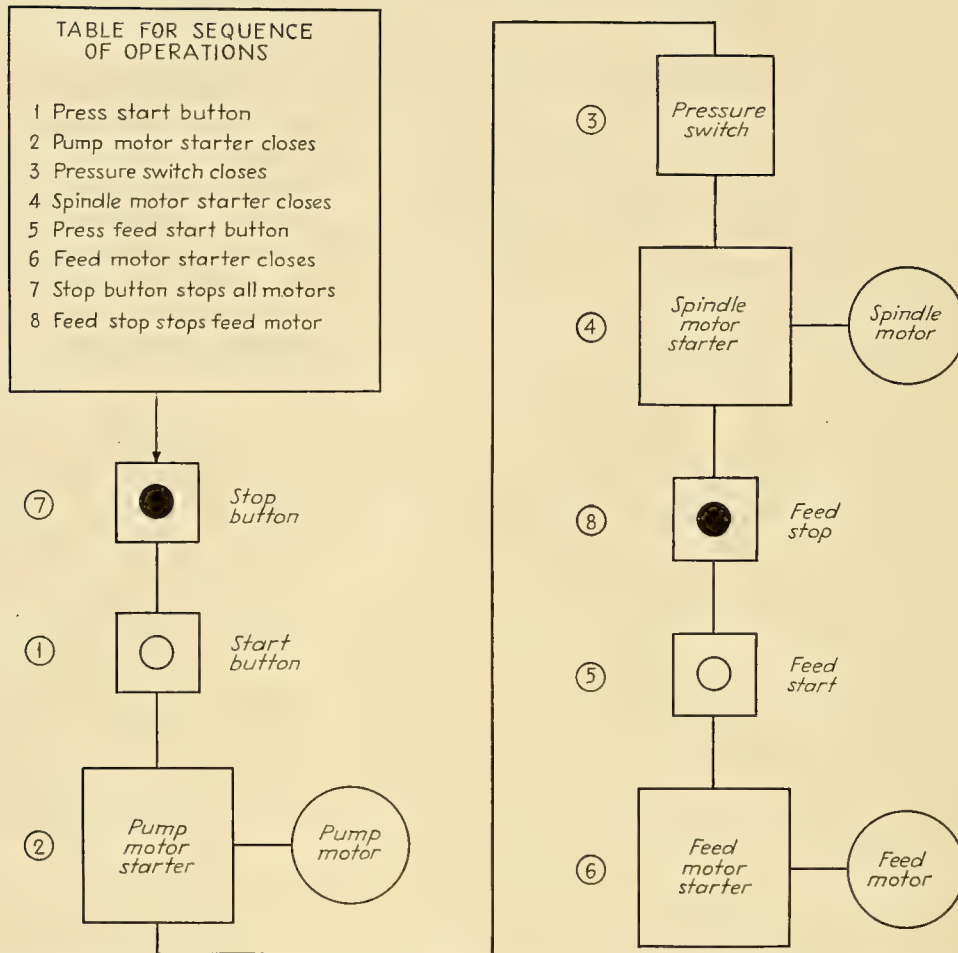 TABLE FOR SEQUENCE
OF OPERATIONS
1 Press start button
2 Pump motor starter closes
3 Pressure switch closes
4 Spindle motor starter closes
5 Press feed start button
6 Feed motor starter closes
7 Stop button stops all motors
8 Feed stop stops feed motor
7
Stop
button
1
Start
button
2
Pump
motor
starter
Pump
motor
3
Pressure
switch
4
Spindle
motor
starter
Spindle
motor
8
Feed
stop
5
Feed
start
6
Feed
motor
starter
Feed
motor